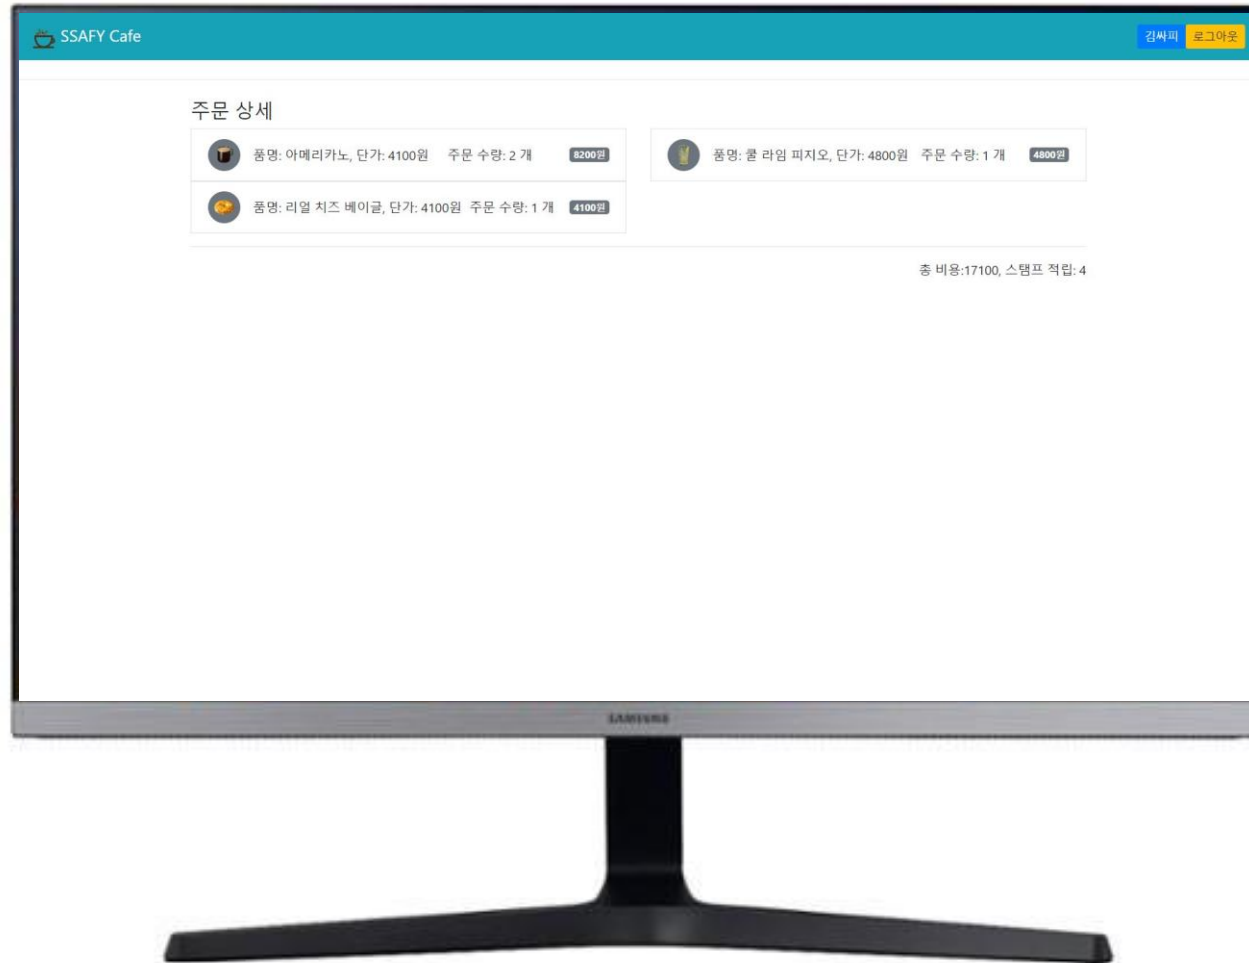 SSAFY Cafe
김싸피 로그아웃
주문 상세
품명: 아메리카노, 단가: 4100원 주문 수량: 2 개 8200원
품명: 쿨 라임 피지오, 단가: 4800원 주문 수량: 1 개 4800원
품명: 리얼 치즈 베이글, 단가: 4100원 주문 수량: 1 개 4100원
총 비용:17100, 스탬프 적립: 4
SAMSUNG